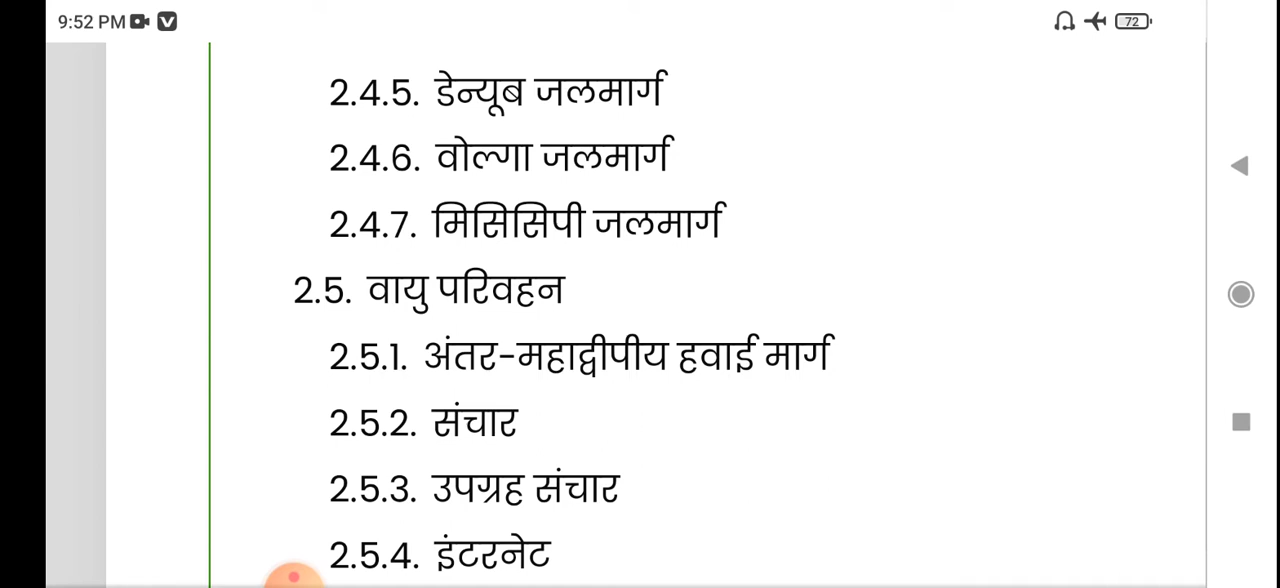 9:52 PM
72
2.4.5. डेन्यूब जलमार्ग
2.4.6. वोल्गा जलमार्ग
2.4.7. मिसिसिपी जलमार्ग
2.5. वायु परिवहन
2.5.1. अंतर-महाद्वीपीय हवाई मार्ग
2.5.2. संचार
2.5.3. उपग्रह संचार
2.5.4. इंटरनेट